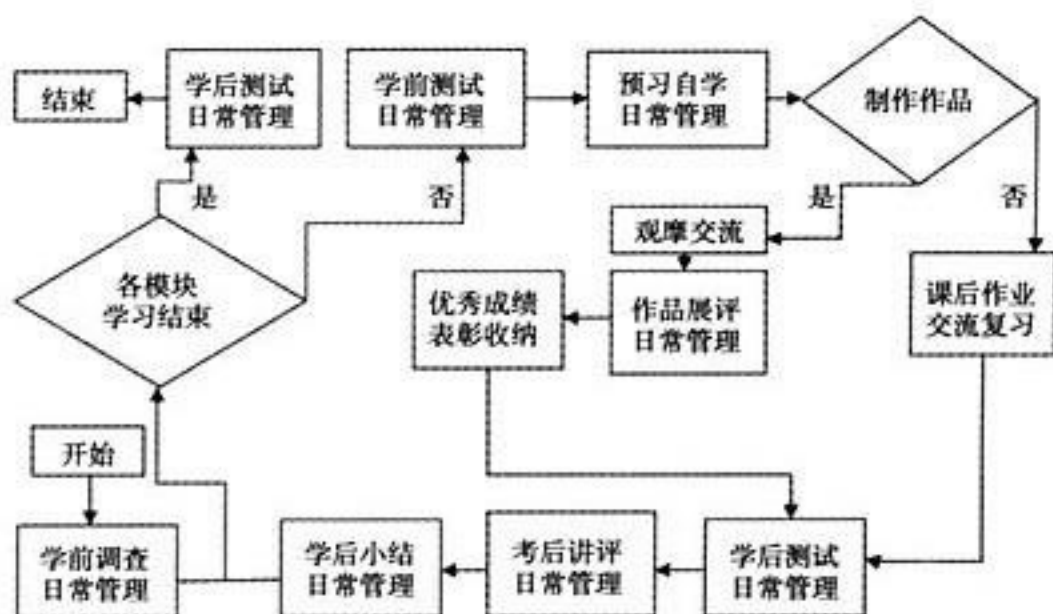 结束
学后测试
日常管理
学前测试
日常管理
预习自学
日常管理
制作作品
是
否
是
否
观摩交流
各模块
学习结束
优秀成绩
表彰收纳
作品展评
日常管理
课后作业
交流复习
开始
学前调查
日常管理
学后小结
日常管理
考后讲评
日常管理
学后测试
日常管理